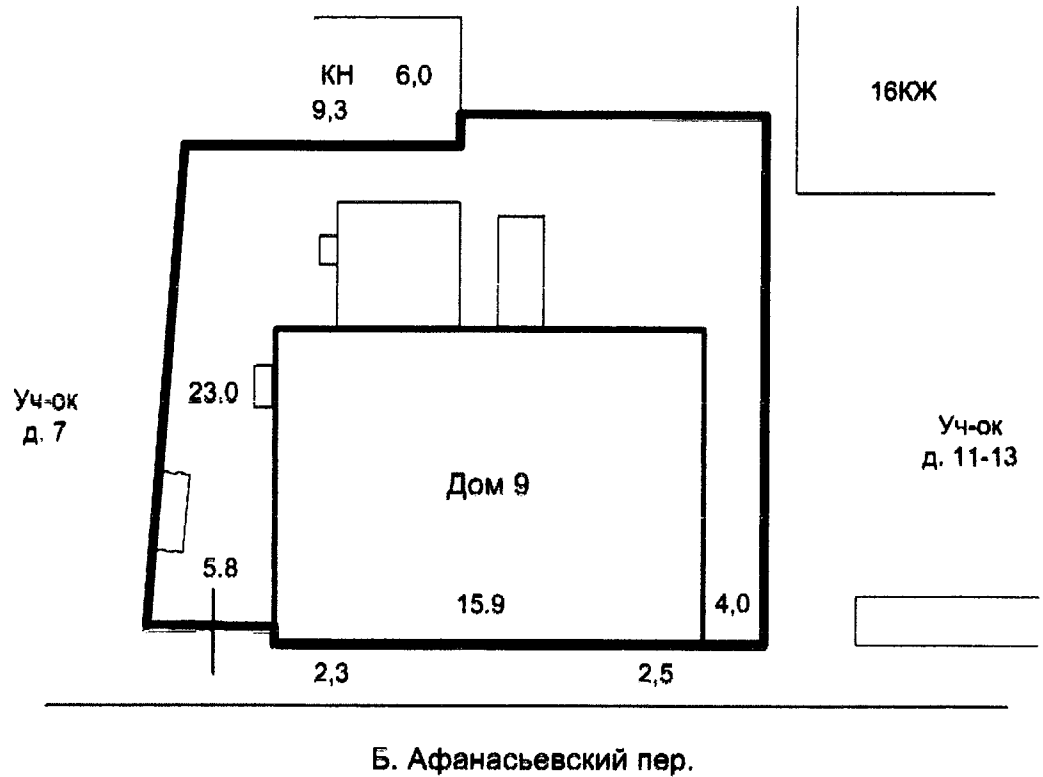 КН 6,0
9,3
16КЖ
23.0
Уч-ок
д. 7
Уч-ок
д. 11-13
Дом 9
5.8
15.9
4,0
2,3
2,5
Б. Афанасьевский пер.